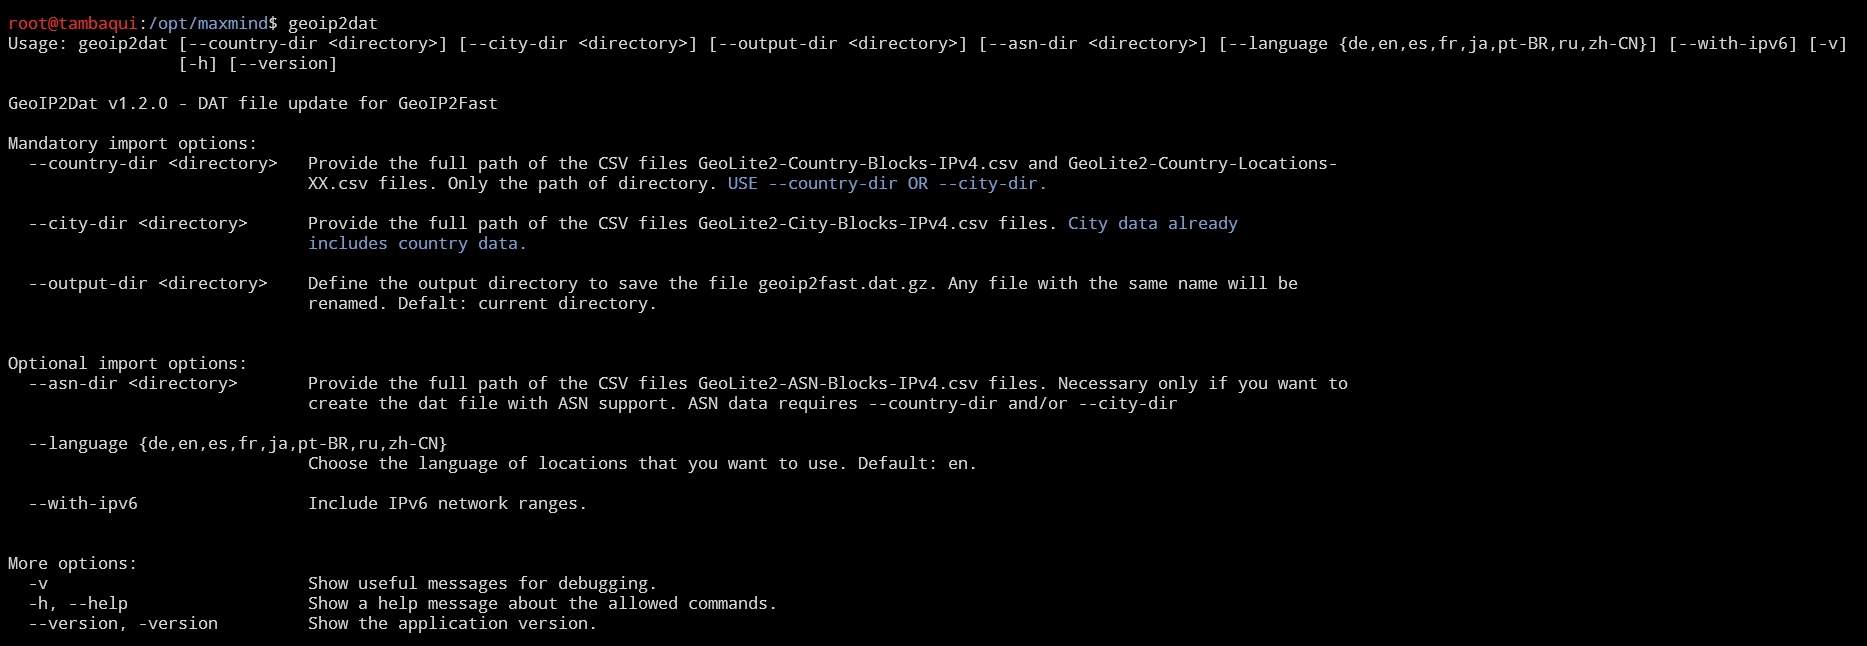 root@tambaqui:/opt/maxmind$ geoip2dat
Usage: geoip2dat [--country-dir <directory>] [--city-dir <directory>] [--output-dir <directory>] [--asn-dir <directory>] [--language {de,en,es,fr,ja,pt-BR,ru,zh-CN}] [--with-ipv6] [-v]
[-h] [--version]
GeoIP2Dat v1.2.0 - DAT file update for GeoIP2Fast
Mandatory import options:
--country-dir <directory>   Provide the full path of the CSV files GeoLite2-Country-Blocks-IPv4.csv and GeoLite2-Country-Locations-
XX.csv files. Only the path of directory. USE --country-dir OR --city-dir.
--city-dir <directory>      Provide the full path of the CSV files GeoLite2-City-Blocks-IPv4.csv files. City data already
includes country data.
--output-dir <directory>    Define the output directory to save the file geoip2fast.dat.gz. Any file with the same name will be
renamed. Defalt: current directory.
Optional import options:
--asn-dir <directory>       Provide the full path of the CSV files GeoLite2-ASN-Blocks-IPv4.csv files. Necessary only if you want to
create the dat file with ASN support. ASN data requires --country-dir and/or --city-dir
--language {de,en,es,fr,ja,pt-BR,ru,zh-CN}
Choose the language of locations that you want to use. Default: en.
--with-ipv6                 Include IPv6 network ranges.
More options:
-v                          Show useful messages for debugging.
-h, --help                  Show a help message about the allowed commands.
--version, -version         Show the application version.